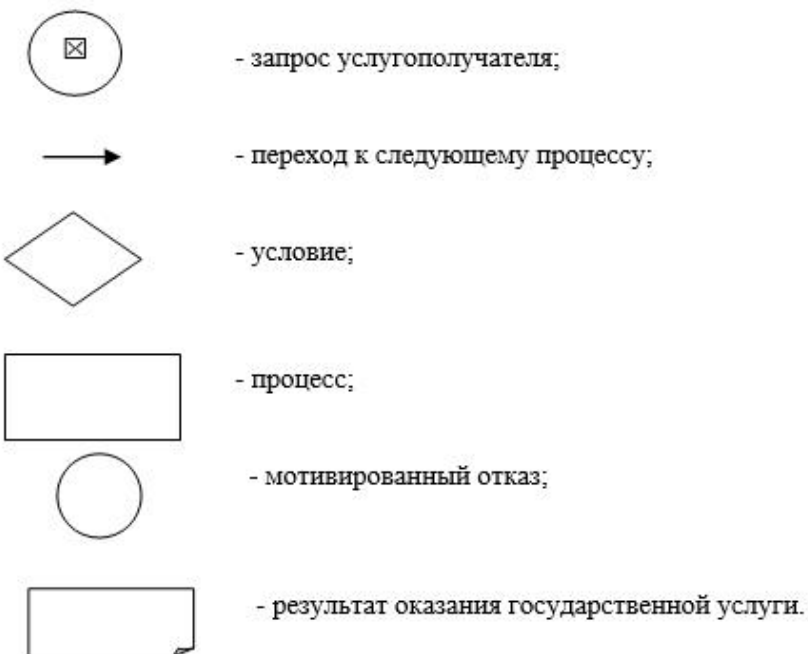 - запрос услугополучателя;
- переход к следующему процессу;
- условие;
- процесс;
- мотивированный отказ;
- результат оказания государственной услуги.